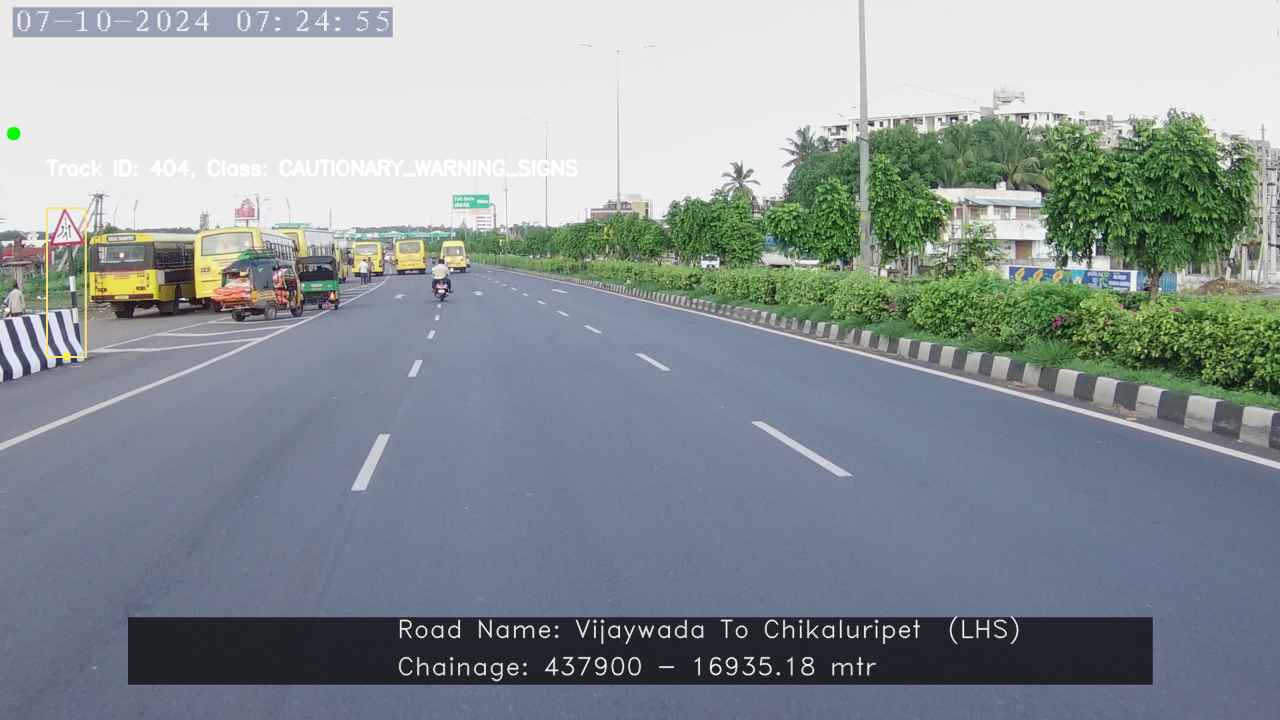 07-10-2024 07:24:55
Track ID: 404, Class: CAUTIONARY_WARNING_SIGNS
Road Name: Vijaywada To Chikaluripet (LHS)
Chainage: 437900 - 16935.18 mtr